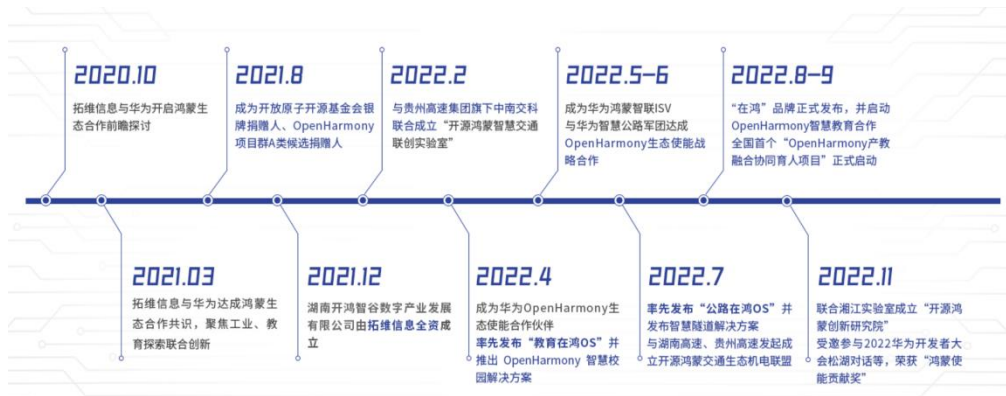 2020.10
拓维信息与华为开启鸿蒙生
态合作前瞻探讨
2021.03
拓维信息与华为达成鸿蒙生
态合作共识，聚焦工业、教
育探索联合创新
2021.8
成为开放原子开源基金会银
牌捐赠人、OpenHarmony
项目群A类候选捐赠人
2021.12
湖南开鸿智谷数字产业发展
有限公司由拓维信息全资成
立
2022.2
与贵州高速集团旗下中南交科
联合成立“开源鸿蒙智慧交通
联创实验室”
2022.4
成为华为OpenHarmony生
态使能合作伙伴
率先发布“教育在鸿OS”并
推出 OpenHarmony 智慧校
园解决方案
2022.5-6
成为华为鸿蒙智联ISV
与华为智慧公路军团达成
OpenHarmony生态使能战
略合作
2022.7
率先发布“公路在鸿OS”并
发布智慧隧道解决方案
与湖南高速、贵州高速发起成
立开源鸿蒙交通生态机电联盟
2022.8-9
“在鸿”品牌正式发布，并启动
OpenHarmony智慧教育合作
全国首个“OpenHarmony产教
融合协同育人项目”正式启动
2022.11
联合湘江实验室成立“开源鸿
蒙创新研究院”
受邀参与2022华为开发者大
会松湖对话等，荣获“鸿蒙使
能贡献奖”